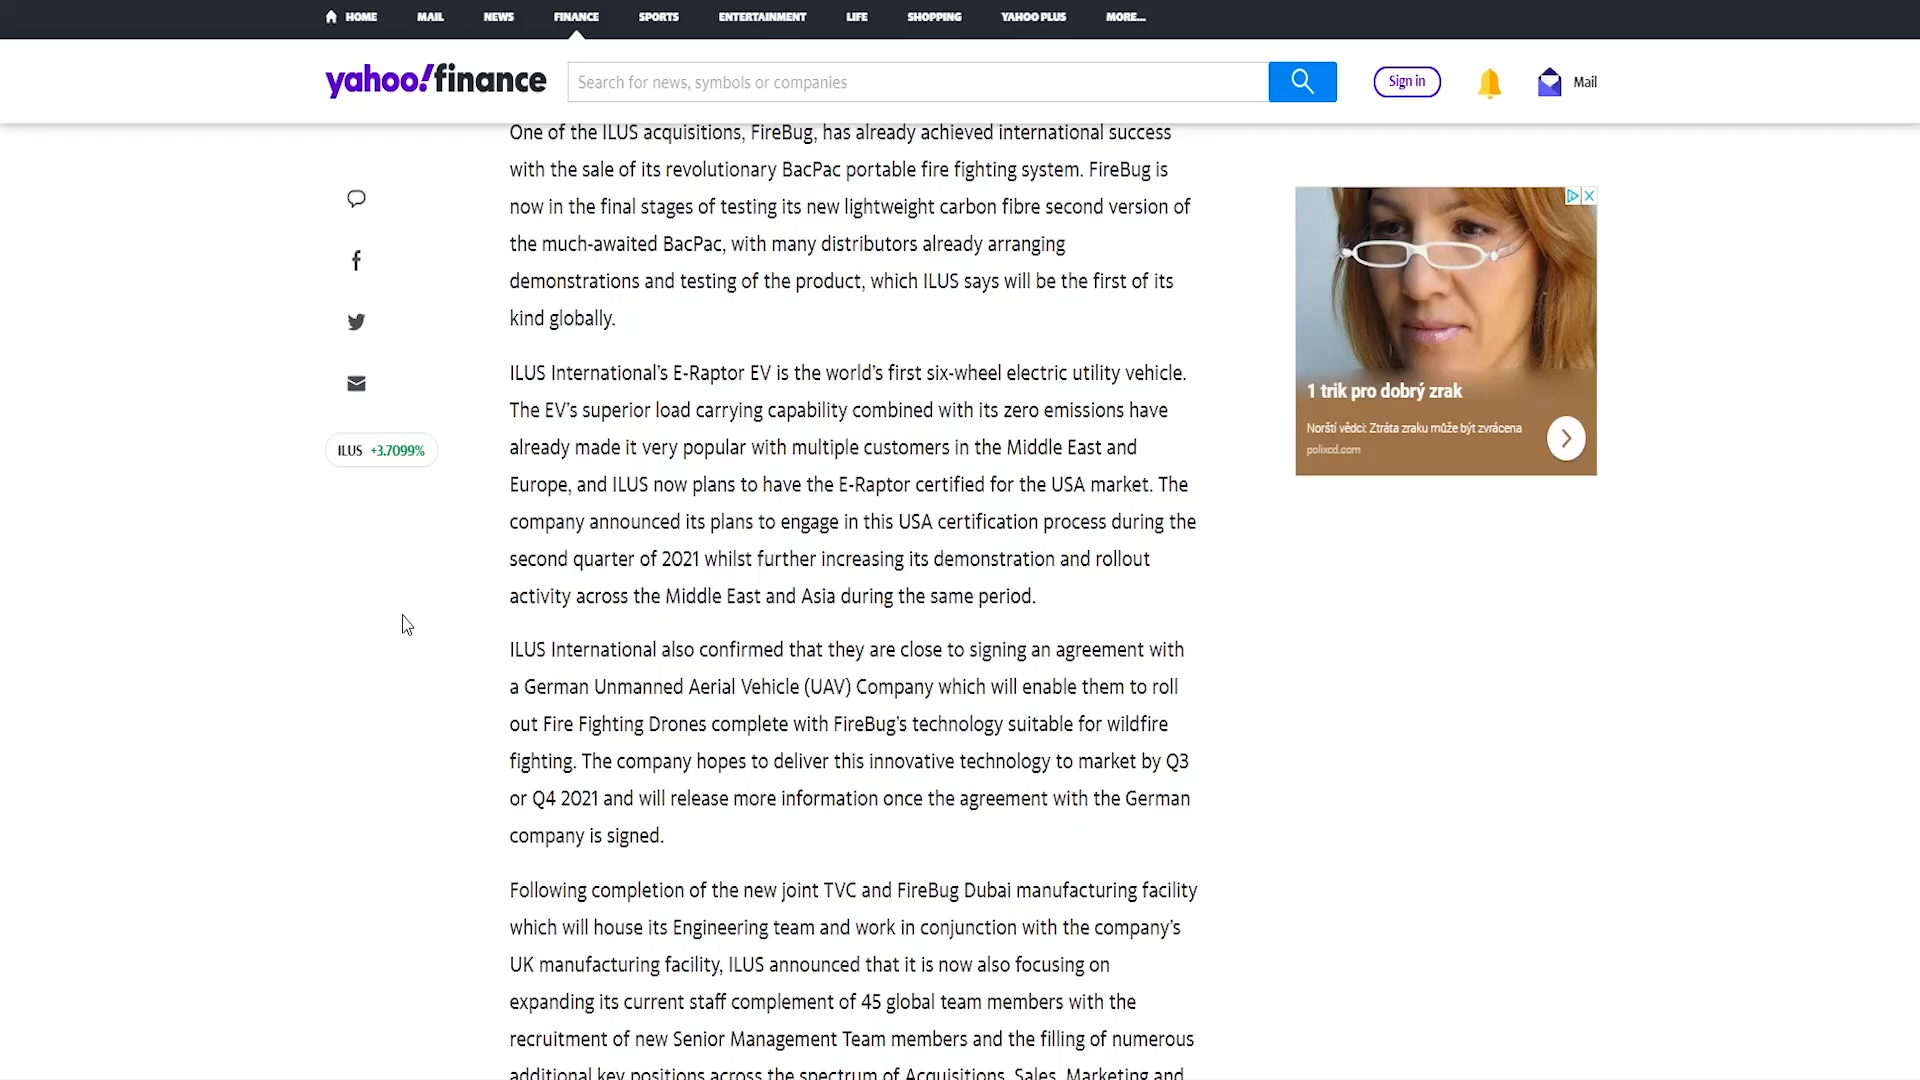 HOME MAIL NEWS FINANCE SPORTS ENTERTAINMENT LIFE SHOPPING YAHOO PLUS MORE...
yahoo!finance Search for news, symbols or companies Sign in Mail
One of the ILUS acquisitions, FireBug, has already achieved international success
with the sale of its revolutionary BacPac portable fire fighting system. FireBug is
now in the final stages of testing its new lightweight carbon fibre second version of
the much-awaited BacPac, with many distributors already arranging
demonstrations and testing of the product, which ILUS says will be the first of its
kind globally.
ILUS International's E-Raptor EV is the world's first six-wheel electric utility vehicle.
The EV's superior load carrying capability combined with its zero emissions have
already made it very popular with multiple customers in the Middle East and
Europe, and ILUS now plans to have the E-Raptor certified for the USA market. The
company announced its plans to engage in this USA certification process during the
second quarter of 2021 whilst further increasing its demonstration and rollout
activity across the Middle East and Asia during the same period.
ILUS International also confirmed that they are close to signing an agreement with
a German Unmanned Aerial Vehicle (UAV) Company which will enable them to roll
out Fire Fighting Drones complete with FireBug's technology suitable for wildfire
fighting. The company hopes to deliver this innovative technology to market by Q3
or Q4 2021 and will release more information once the agreement with the German
company is signed.
Following completion of the new joint TVC and FireBug Dubai manufacturing facility
which will house its Engineering team and work in conjunction with the company's
UK manufacturing facility, ILUS announced that it is now also focusing on
expanding its current staff complement of 45 global team members with the
recruitment of new Senior Management Team members and the filling of numerous
additional key positions across the spectrum of Acquisitions, Sales, Marketing and
ILUS +3.7099%
1 trik pro dobrý zrak
Norští vědci: Ztráta zraku může být zvrácena
polixcd.com